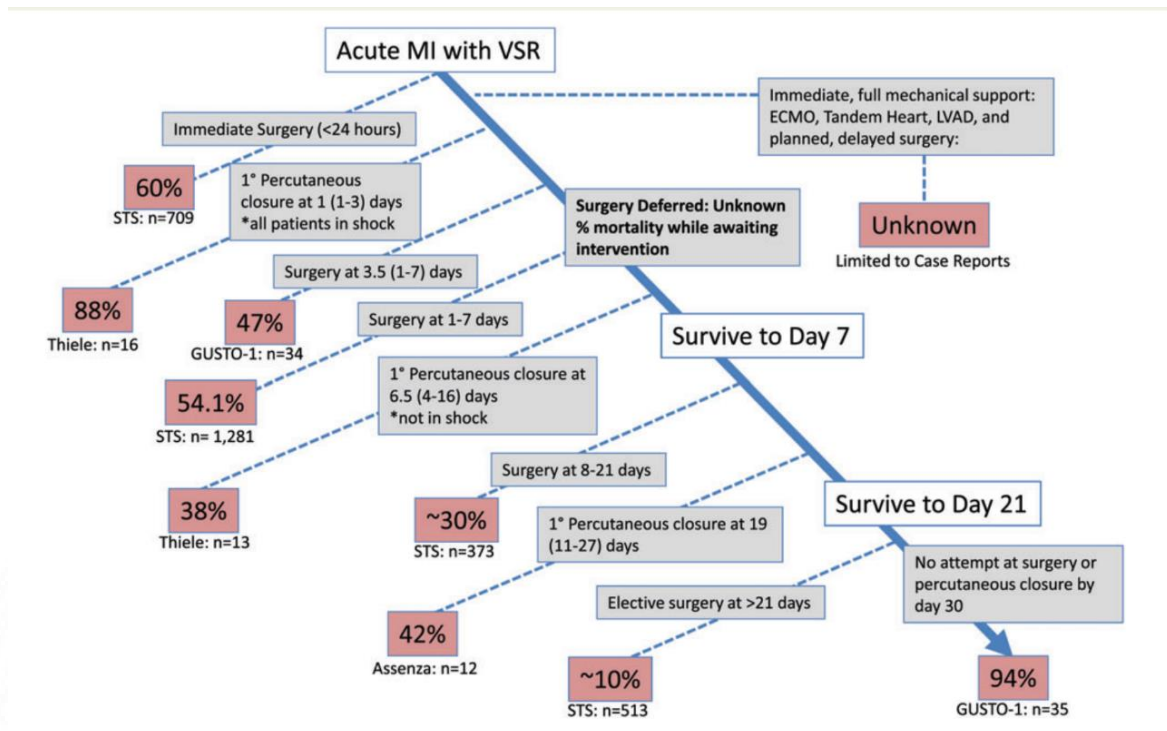 Acute MI with VSR
Immediate, full mechanical support:
ECMO, Tandem Heart, LVAD, and
planned, delayed surgery:
Immediate Surgery (<24 hours)
60%
STS: n=709
1° Percutaneous
closure at 1 (1-3) days
*all patients in shock
Surgery Deferred: Unknown
% mortality while awaiting
intervention
Unknown
Limited to Case Reports
Surgery at 3.5 (1-7) days
88%
Thiele: n=16
47%
GUSTO-1: n=34
Surgery at 1-7 days
Survive to Day 7
54.1%
STS: n= 1,281
1° Percutaneous closure at
6.5 (4-16) days
*not in shock
Surgery at 8-21 days
38%
Thiele: n=13
~30%
STS: n=373
Survive to Day 21
1° Percutaneous closure at 19
(11-27) days
No attempt at surgery or
percutaneous closure by
day 30
Elective surgery at >21 days
42%
Assenza: n=12
~10%
STS: n=513
94%
GUSTO-1: n=35